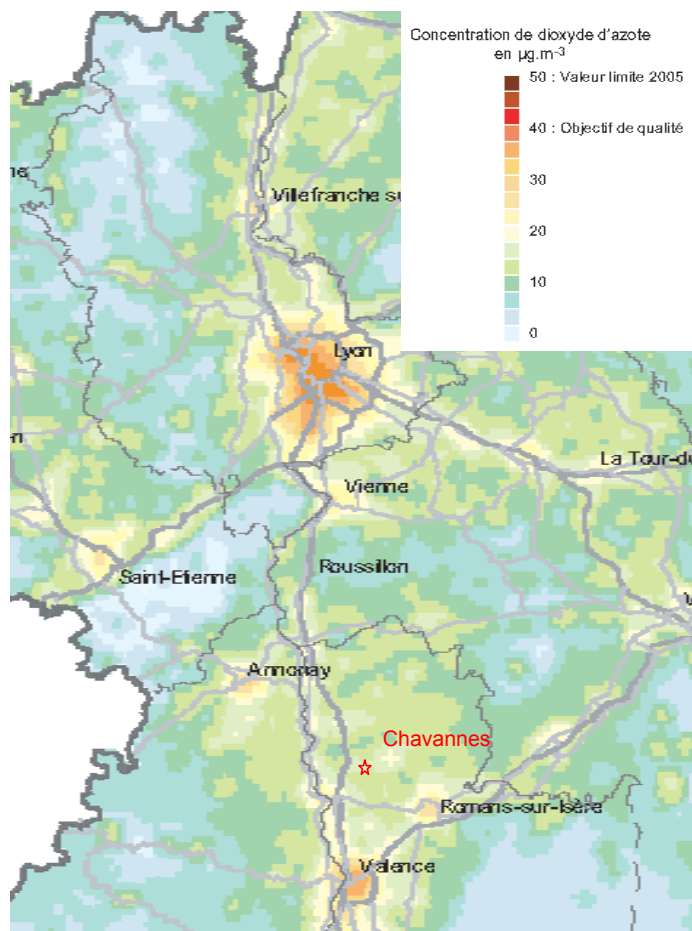 Concentration de dioxyde d'azote
en µg.m-3
50 : Valeur limite 2005
40 : Objectif de qualité
30
20
10
0
ne
Villefranche su
Lyon
La Tour-du
Vienne
Roussillon
Saint-Etienne
V
Annonay
Chavannes
Romans-sur-Isère
Valence